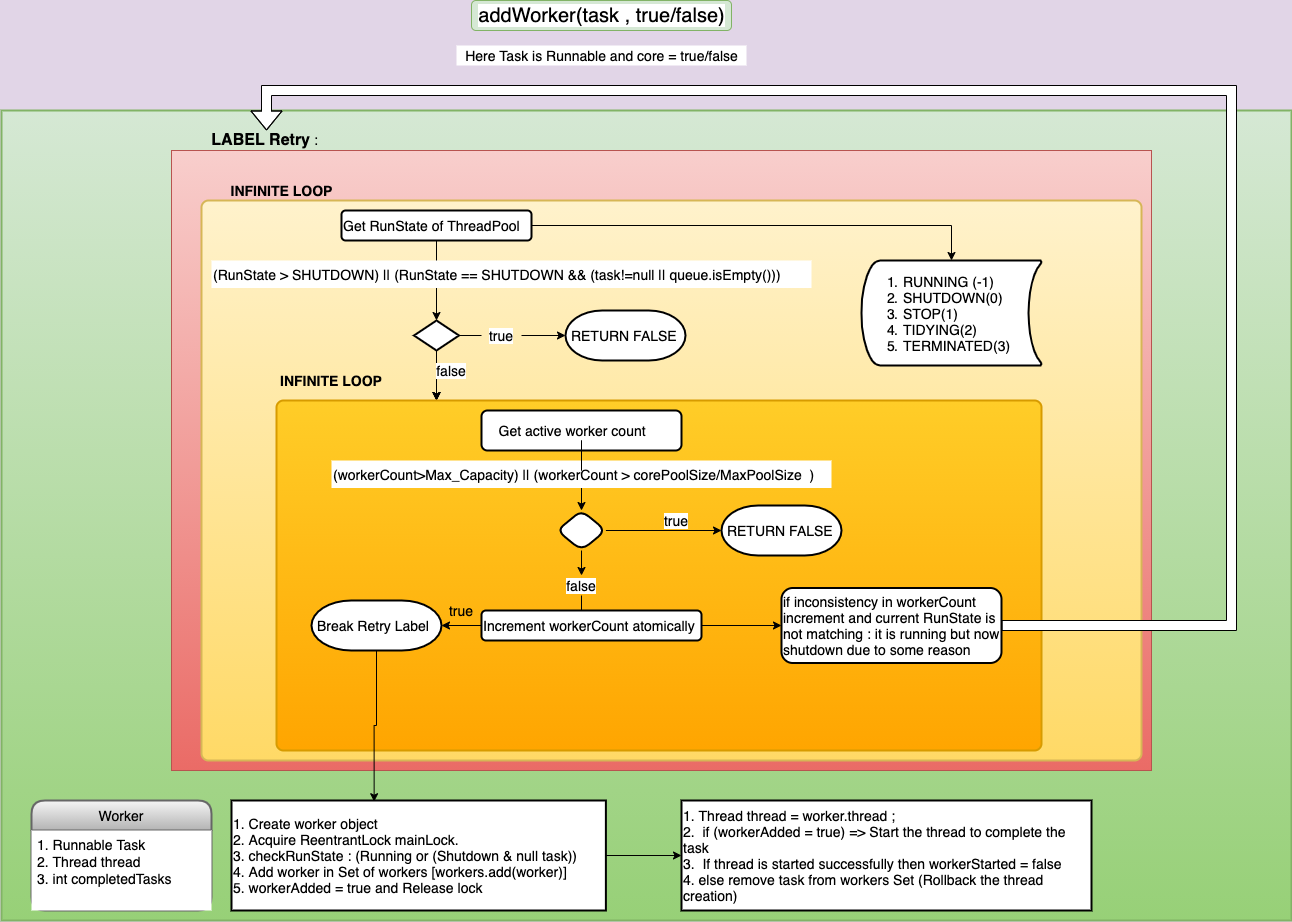 addWorker(task , true/false)
Here Task is Runnable and core = true/false
LABEL Retry :
INFINITE LOOP
Get RunState of ThreadPool
(RunState > SHUTDOWN) || (RunState == SHUTDOWN && (task!=null || queue.isEmpty()))
1. RUNNING (-1)
2. SHUTDOWN(0)
3. STOP(1)
4. TIDYING(2)
5. TERMINATED(3)
true
RETURN FALSE
false
INFINITE LOOP
Get active worker count
(workerCount>Max_Capacity) || (workerCount > corePoolSize/MaxPoolSize )
true
RETURN FALSE
false
Break Retry Label
true
Increment workerCount atomically
if inconsistency in workerCount
increment and current RunState is
not matching : it is running but now
shutdown due to some reason
Worker
1. Runnable Task
2. Thread thread
3. int completedTasks
1. Create worker object
2. Acquire ReentrantLock mainLock.
3. checkRunState : (Running or (Shutdown & null task))
4. Add worker in Set of workers [workers.add(worker)]
5. workerAdded = true and Release lock
1. Thread thread = worker.thread ;
2. if (workerAdded = true) => Start the thread to complete the
task
3. If thread is started successfully then workerStarted = false
4. else remove task from workers Set (Rollback the thread
creation)